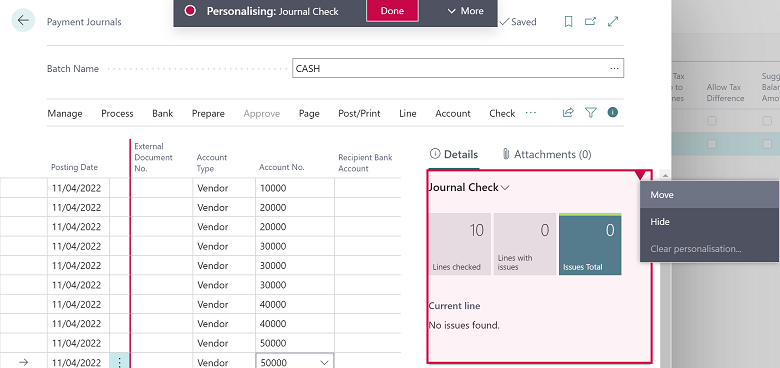 Personalising: Journal Check
Done
More
Payment Journals
Saved
Batch Name
CASH
Manage Process Bank Prepare Approve Page Post/Print Line Account Check
Posting Date
External Document No.
Account Type
Account No.
Recipient Bank Account
11/04/2022 Vendor 10000
11/04/2022 Vendor 20000
11/04/2022 Vendor 20000
11/04/2022 Vendor 30000
11/04/2022 Vendor 30000
11/04/2022 Vendor 30000
11/04/2022 Vendor 40000
11/04/2022 Vendor 40000
11/04/2022 Vendor 50000
11/04/2022 Vendor 50000
Details Attachments (0)
Journal Check
10
Lines checked
0
Lines with
issues
0
Issues Total
Current line
No issues found.
Move
Hide
Clear personalisation...
Tax
to
Allow Tax
Difference